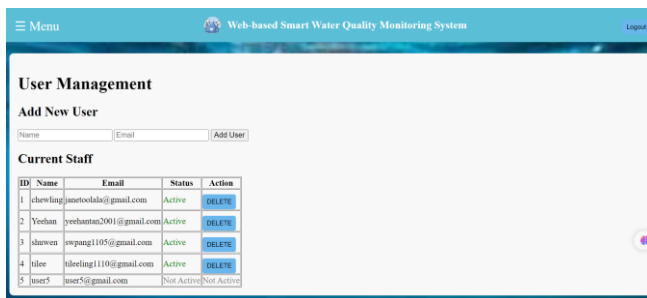 ☰ Menu
Web-based Smart Water Quality Monitoring System
Logout
User Management
Add New User
Name Email Add User
Current Staff
ID Name Email Status Action
1 chewling janetoolala@gmail.com Active DELETE
2 Yeehan yeehantan2001@gmail.com Active DELETE
3 shuwen swpang1105@gmail.com Active DELETE
4 tilee tileeling1110@gmail.com Active DELETE
5 user5 user5@gmail.com Not Active Not Active